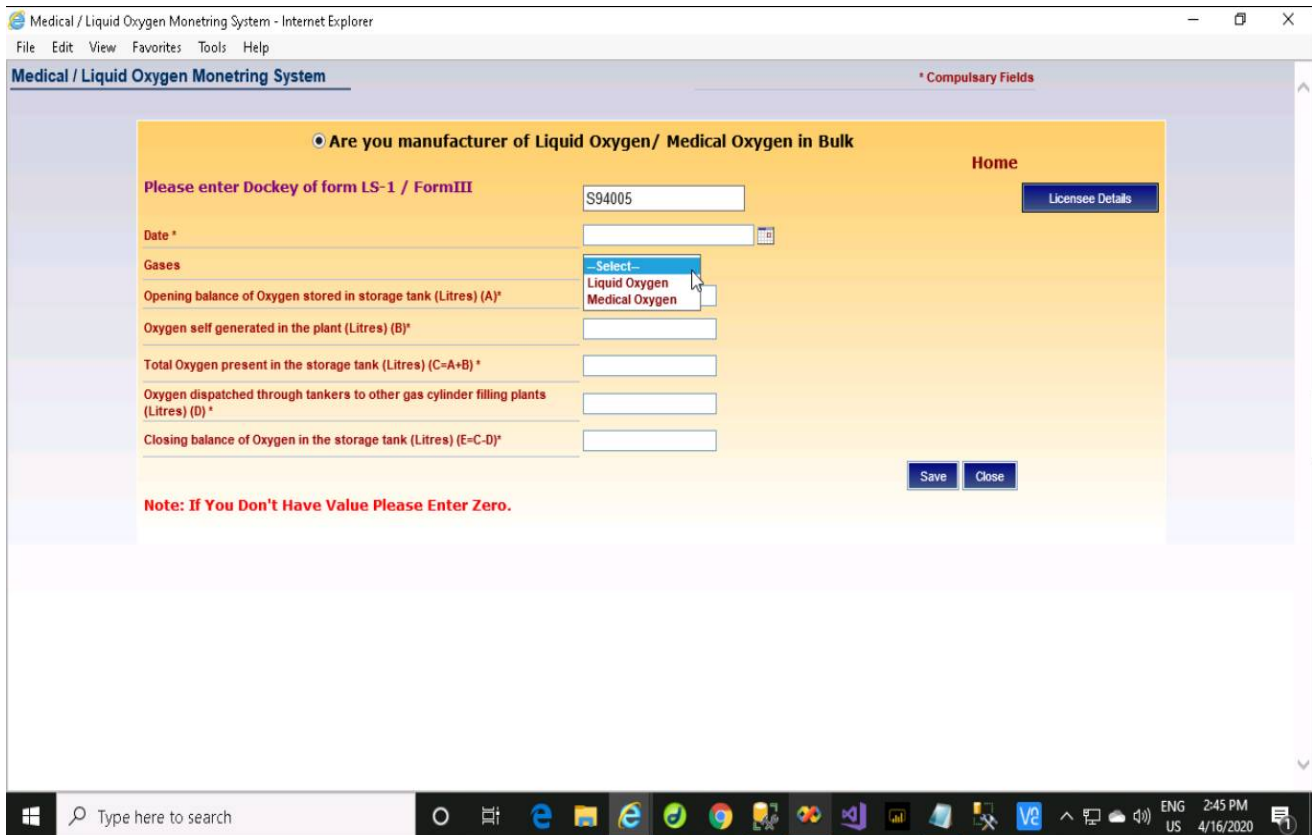 Medical / Liquid Oxygen Monetring System - Internet Explorer
File Edit View Favorites Tools Help
Medical / Liquid Oxygen Monetring System
* Compulsary Fields
Are you manufacturer of Liquid Oxygen/ Medical Oxygen in Bulk
Home
Please enter Dockey of form LS-1 / FormIII
S94005
Licensee Details
Date *
Gases
--Select--
Liquid Oxygen
Medical Oxygen
Opening balance of Oxygen stored in storage tank (Litres) (A)*
Oxygen self generated in the plant (Litres) (B)*
Total Oxygen present in the storage tank (Litres) (C=A+B) *
Oxygen dispatched through tankers to other gas cylinder filling plants
(Litres) (D) *
Closing balance of Oxygen in the storage tank (Litres) (E=C-D)*
Save Close
Note: If You Don't Have Value Please Enter Zero.
Type here to search
ENG
US
2:45 PM
4/16/2020